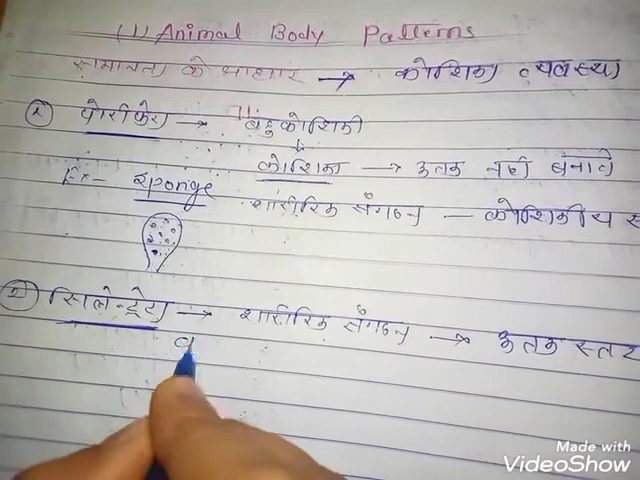 (1) Animal Body Patterns
समानता के आधार → कोशिका व्यवस्था
① पोरीफेरा → बहुकोशिकी
कोशिका → ऊतक नहीं बनाते
Ex- Sponge
शारीरिक संगठन – कोशिकीय स
② सिलेन्ट्रेटा → शारीरिक संगठन → ऊतक स्तर
Made with
VideoShow